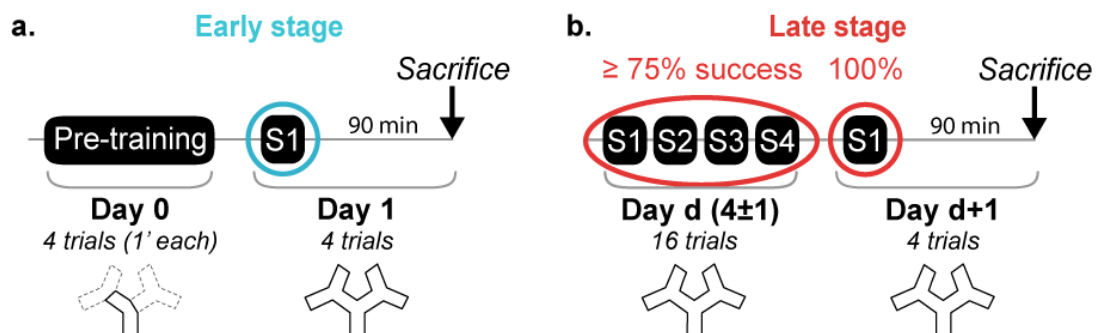 a.
Early stage
Sacrifice
Pre-training
S1
90 min
Day 0
Day 1
4 trials (1’ each)
4 trials
b.
Late stage
≥ 75% success
100%
Sacrifice
S1 S2 S3 S4
S1
90 min
Day d (4±1)
Day d+1
16 trials
4 trials